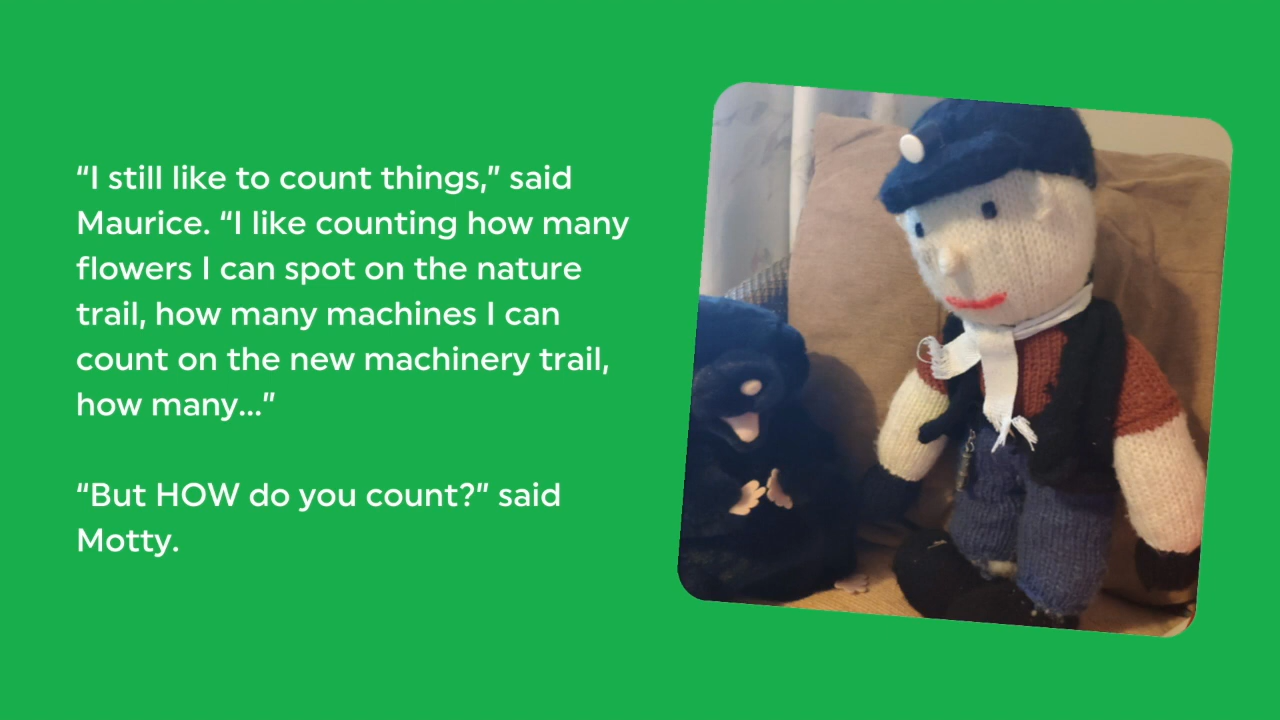 “I still like to count things,” said
Maurice. “I like counting how many
flowers I can spot on the nature
trail, how many machines I can
count on the new machinery trail,
how many...”
“But HOW do you count?” said
Motty.